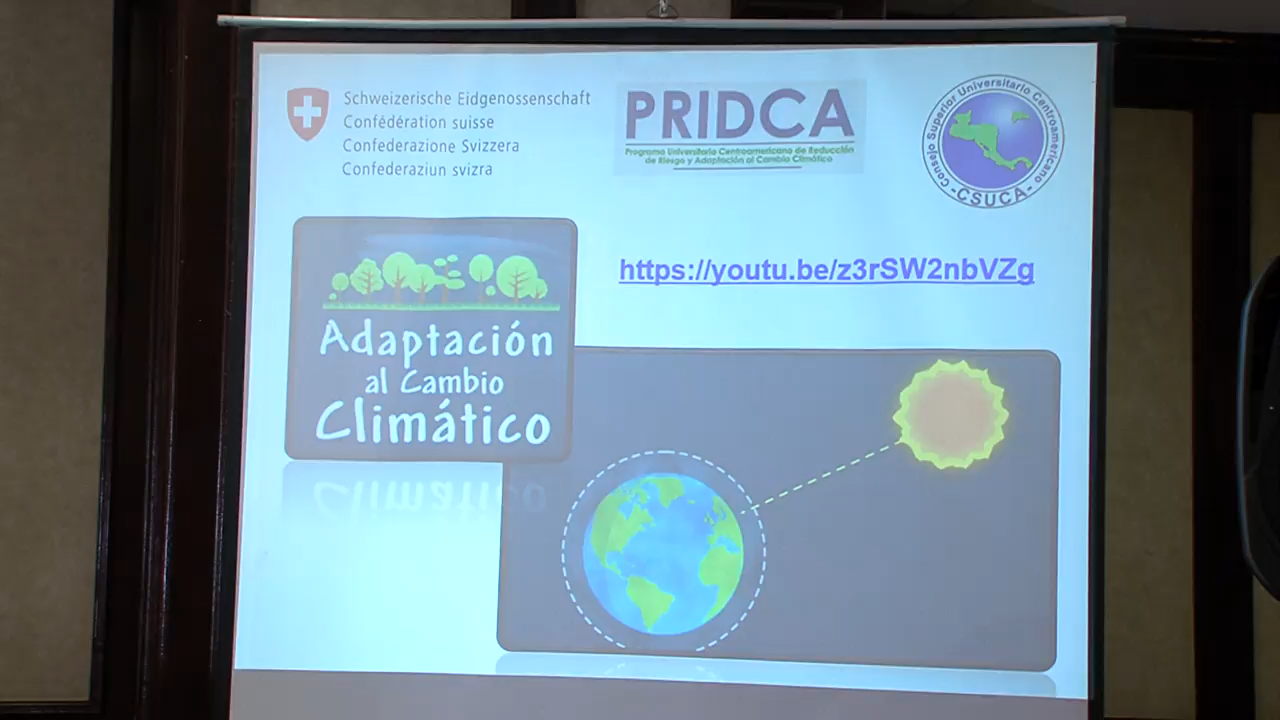 Schweizerische Eidgenossenschaft
Confédération suisse
Confederazione Svizzera
Confederaziun svizra
PRIDCA
Programa Universitario Centroamericano de Reducción
de Riesgo y Adaptación al Cambio Climático
Consejo Superior Universitario Centroamericano
-CSUCA-
https://youtu.be/z3rSW2nbVZg
Adaptación
al Cambio
Climático